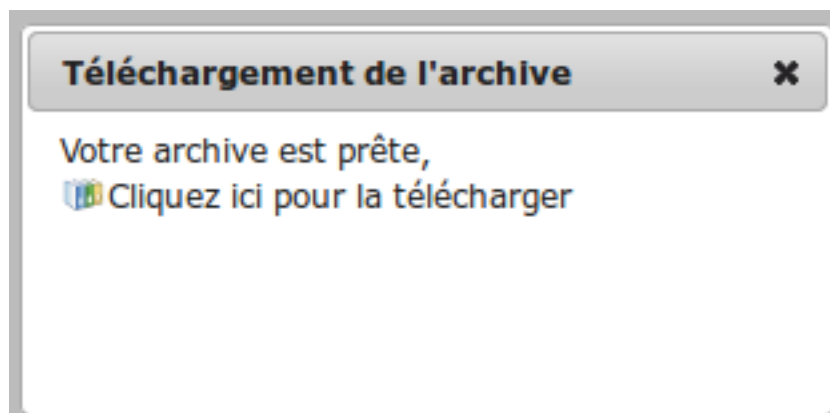 Téléchargement de l'archive
Votre archive est prête,
Cliquez ici pour la télécharger